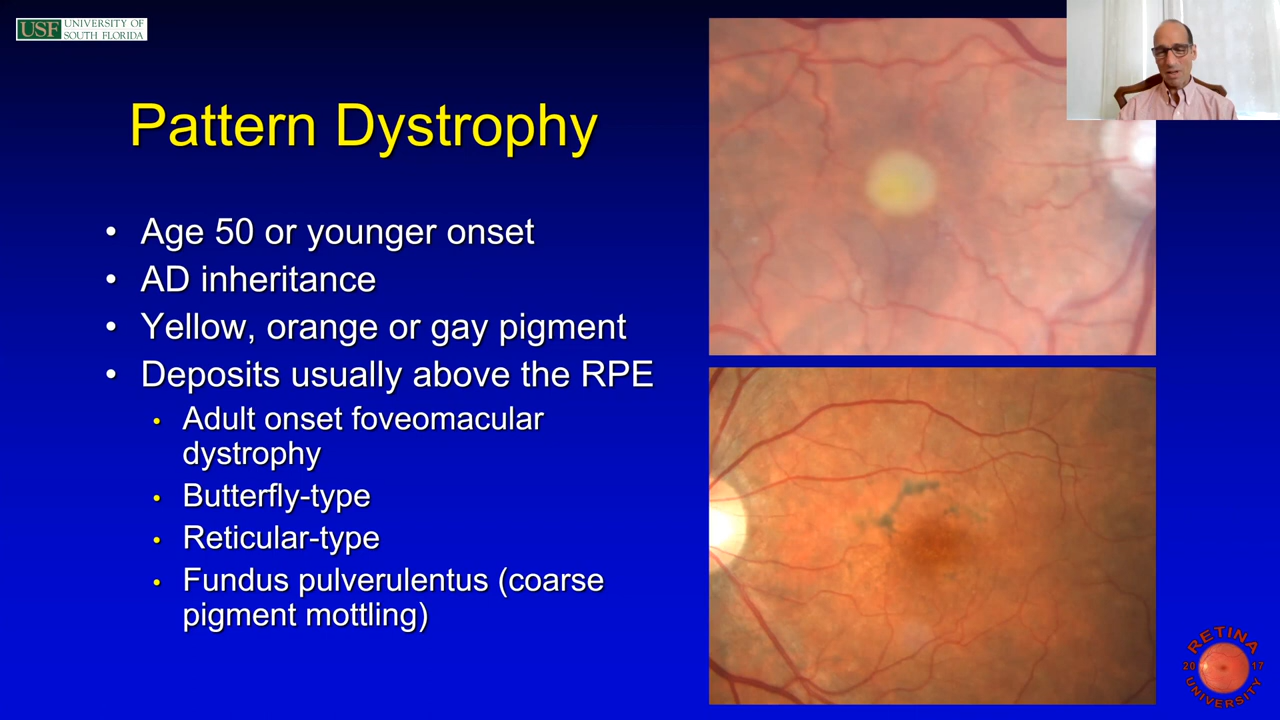 USF UNIVERSITY OF
SOUTH FLORIDA
Pattern Dystrophy
• Age 50 or younger onset
• AD inheritance
• Yellow, orange or gay pigment
• Deposits usually above the RPE
• Adult onset foveomacular
dystrophy
• Butterfly-type
• Reticular-type
• Fundus pulverulentus (coarse
pigment mottling)
RETINA
20 17
UNIVERSITY